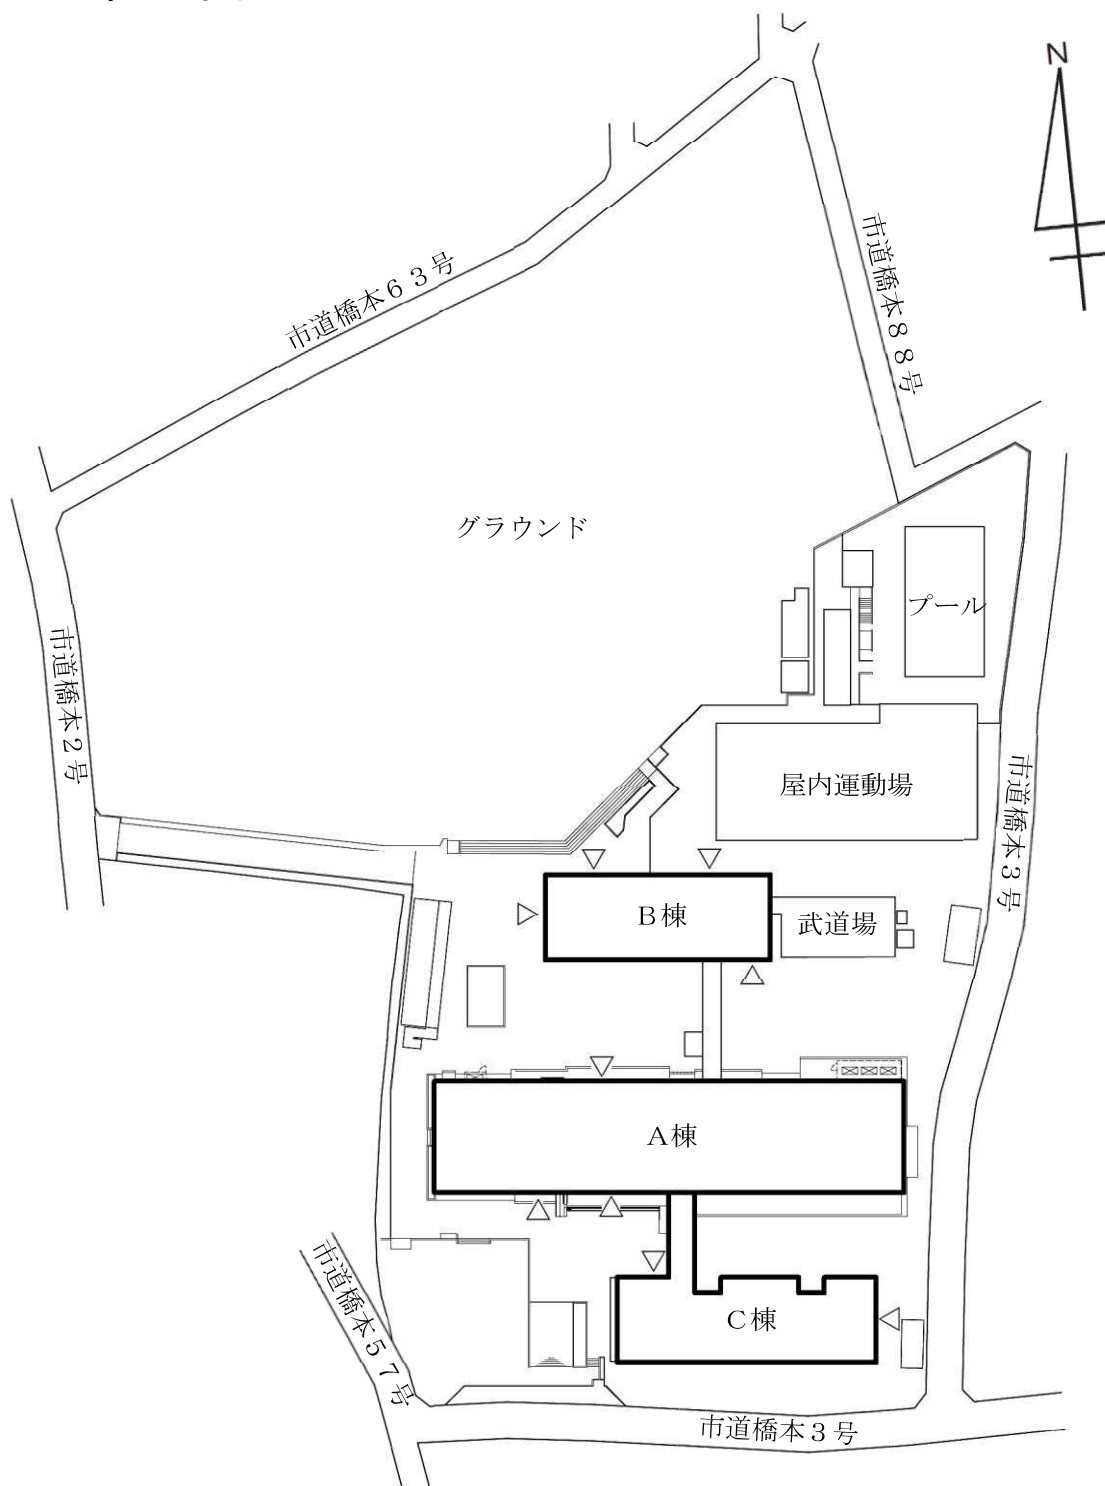 N
市道橋本６３号
市道橋本８８号
グラウンド
プール
市道橋本２号
屋内運動場
市道橋本３号
Ｂ棟
武道場
Ａ棟
市道橋本５７号
Ｃ棟
市道橋本３号